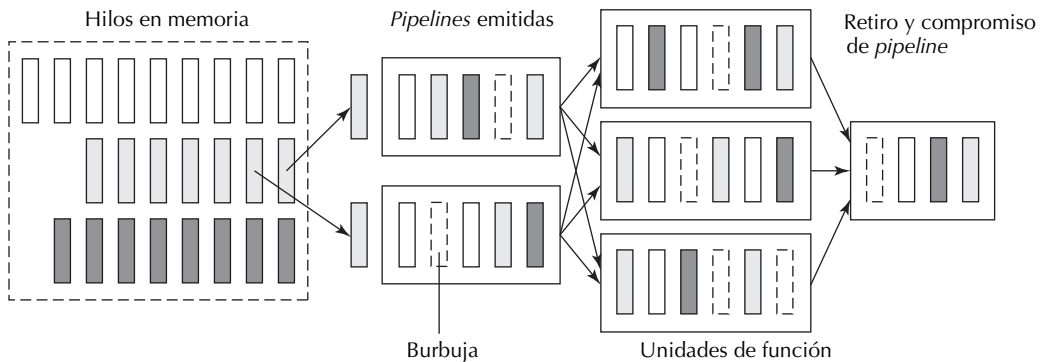 Hilos en memoria
Pipelines emitidas
Retiro y compromiso
de pipeline
Burbuja
Unidades de función